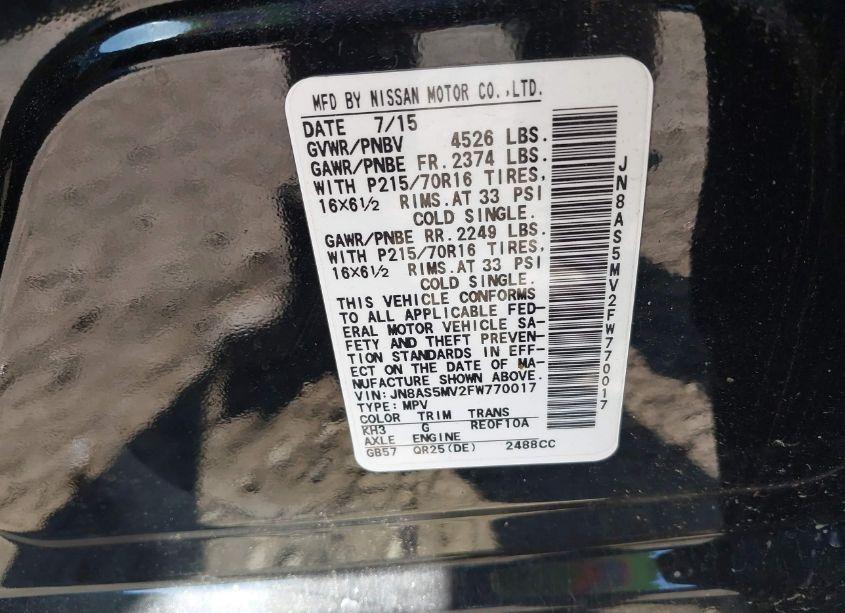 MFD BY NISSAN MOTOR CO.,LTD.
DATE 7/15
GVWR/PNBV 4526 LBS.
GAWR/PNBE FR. 2374 LBS.
WITH P215/70R16 TIRES,
16×6½ RIMS. AT 33 PSI
COLD SINGLE.
GAWR/PNBE RR. 2249 LBS.
WITH P215/70R16 TIRES,
16×6½ RIMS. AT 33 PSI
COLD SINGLE.
THIS VEHICLE CONFORMS
TO ALL APPLICABLE FED-
ERAL MOTOR VEHICLE SA-
FETY AND THEFT PREVEN-
TION STANDARDS IN EFF-
ECT ON THE DATE OF MA-
NUFACTURE SHOWN ABOVE.
VIN: JN8AS5MV2FW770017
TYPE: MPV
COLOR TRIM TRANS
KH3 G RE0F10A
AXLE ENGINE
GB57 QR25(DE) 2488CC
JN8AS5MV2FW770017